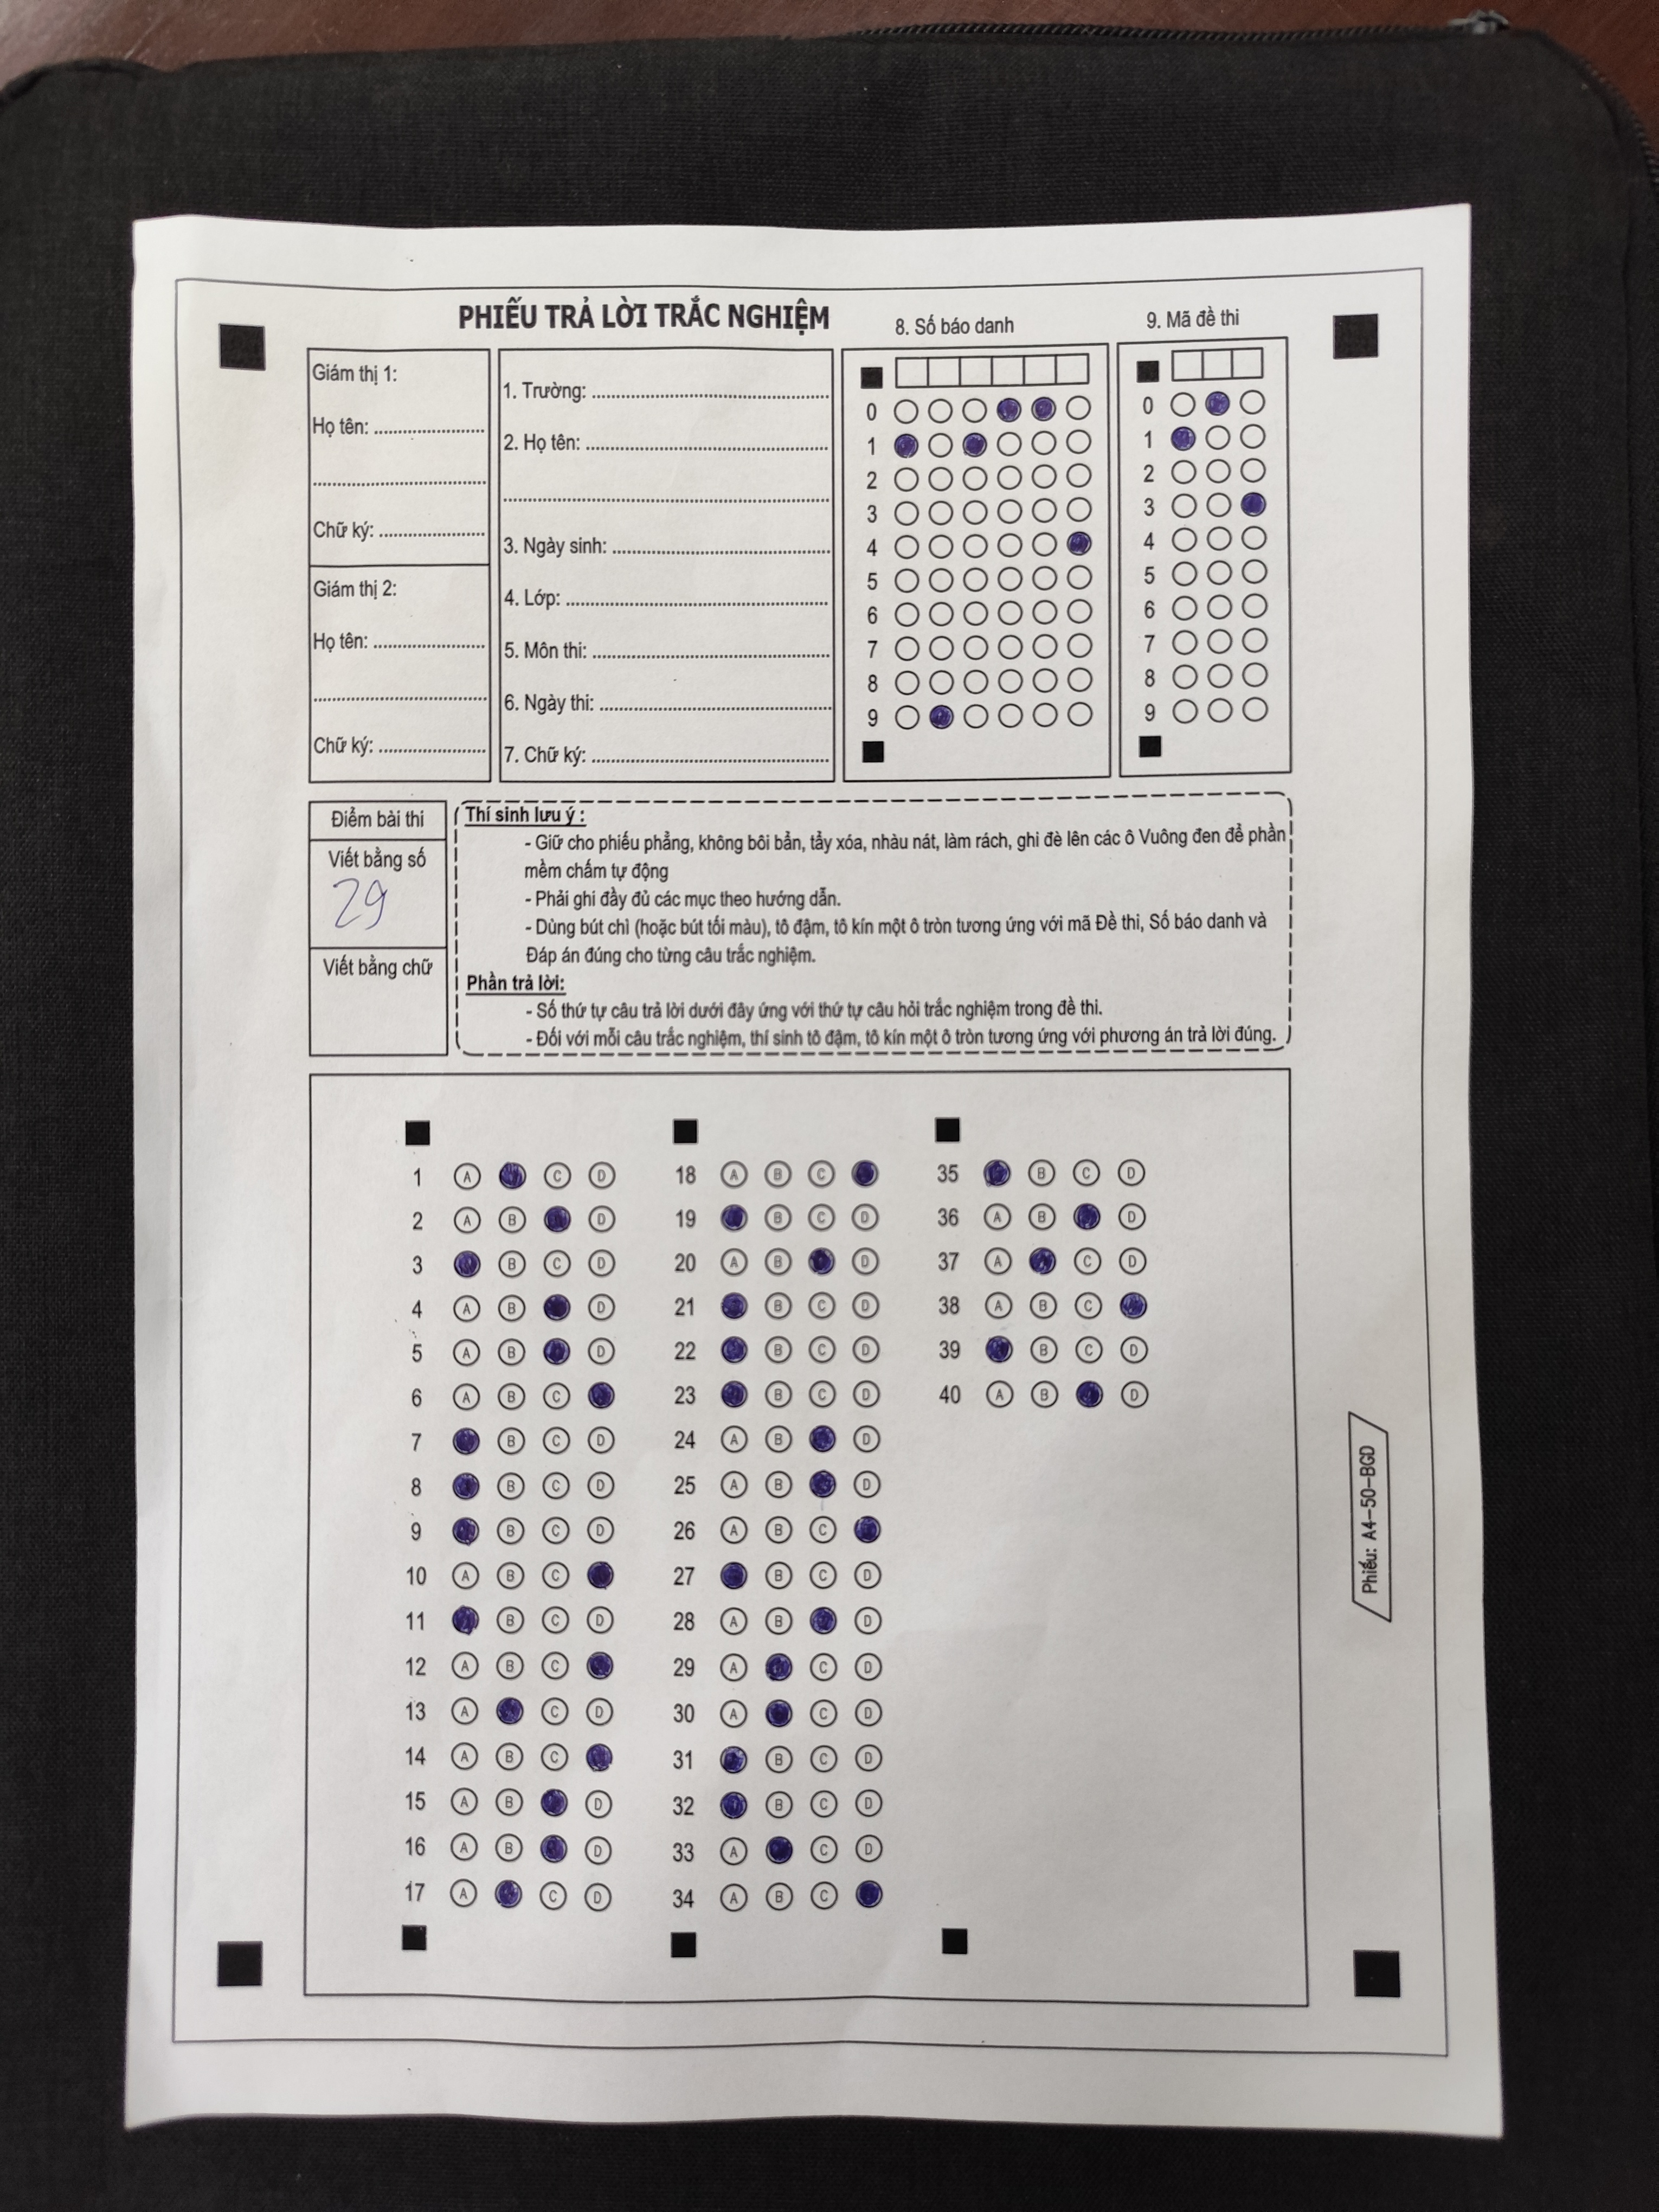 PHIẾU TRẢ LỜI TRẮC NGHIỆM
8. Số báo danh
9. Mã đề thi
Giám thị 1:
Họ tên: ......................
...................................
Chữ ký: .....................
Giám thị 2:
Họ tên: ......................
...................................
Chữ ký: .....................
1. Trường: ................................................
2. Họ tên: .................................................
.................................................................
3. Ngày sinh: ............................................
4. Lớp: .....................................................
5. Môn thi: ................................................
6. Ngày thi: ..............................................
7. Chữ ký: ................................................
0
1
2
3
4
5
6
7
8
9
0
1
2
3
4
5
6
7
8
9
Điểm bài thi
Viết bằng số
29
Viết bằng chữ
Thí sinh lưu ý :
- Giữ cho phiếu phẳng, không bôi bẩn, tẩy xóa, nhàu nát, làm rách, ghi đè lên các ô Vuông đen để phần
mềm chấm tự động
- Phải ghi đầy đủ các mục theo hướng dẫn.
- Dùng bút chì (hoặc bút tối màu), tô đậm, tô kín một ô tròn tương ứng với mã Đề thi, Số báo danh và
Đáp án đúng cho từng câu trắc nghiệm.
Phần trả lời:
- Số thứ tự câu trả lời dưới đây ứng với thứ tự câu hỏi trắc nghiệm trong đề thi.
- Đối với mỗi câu trắc nghiệm, thí sinh tô đậm, tô kín một ô tròn tương ứng với phương án trả lời đúng.
1 A C D
2 A B D
3 B C D
4 A B D
5 A B D
6 A B C
7 B C D
8 B C D
9 B C D
10 A B C
11 B C D
12 A B C
13 A C D
14 A B C
15 A B D
16 A B D
17 A C D
18 A B C
19 B C D
20 A B D
21 B C D
22 B C D
23 B C D
24 A B D
25 A B D
26 A B C
27 B C D
28 A B D
29 A C D
30 A C D
31 B C D
32 B C D
33 A C D
34 A B C
35 B C D
36 A B D
37 A C D
38 A B C
39 B C D
40 A B D
Phiếu: A4-50-BGD